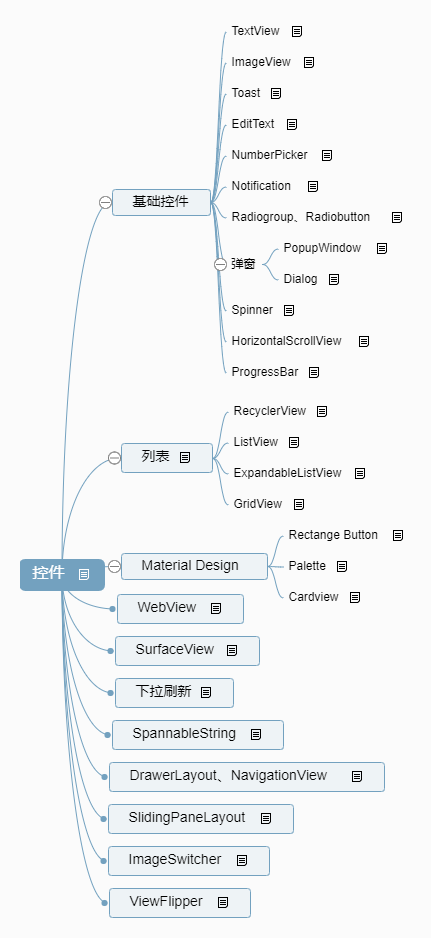 控件
基础控件
TextView
ImageView
Toast
EditText
NumberPicker
Notification
Radiogroup、Radiobutton
弹窗
PopupWindow
Dialog
Spinner
HorizontalScrollView
ProgressBar
列表
RecyclerView
ListView
ExpandableListView
GridView
Material Design
Rectange Button
Palette
Cardview
WebView
SurfaceView
下拉刷新
SpannableString
DrawerLayout、NavigationView
SlidingPaneLayout
ImageSwitcher
ViewFlipper